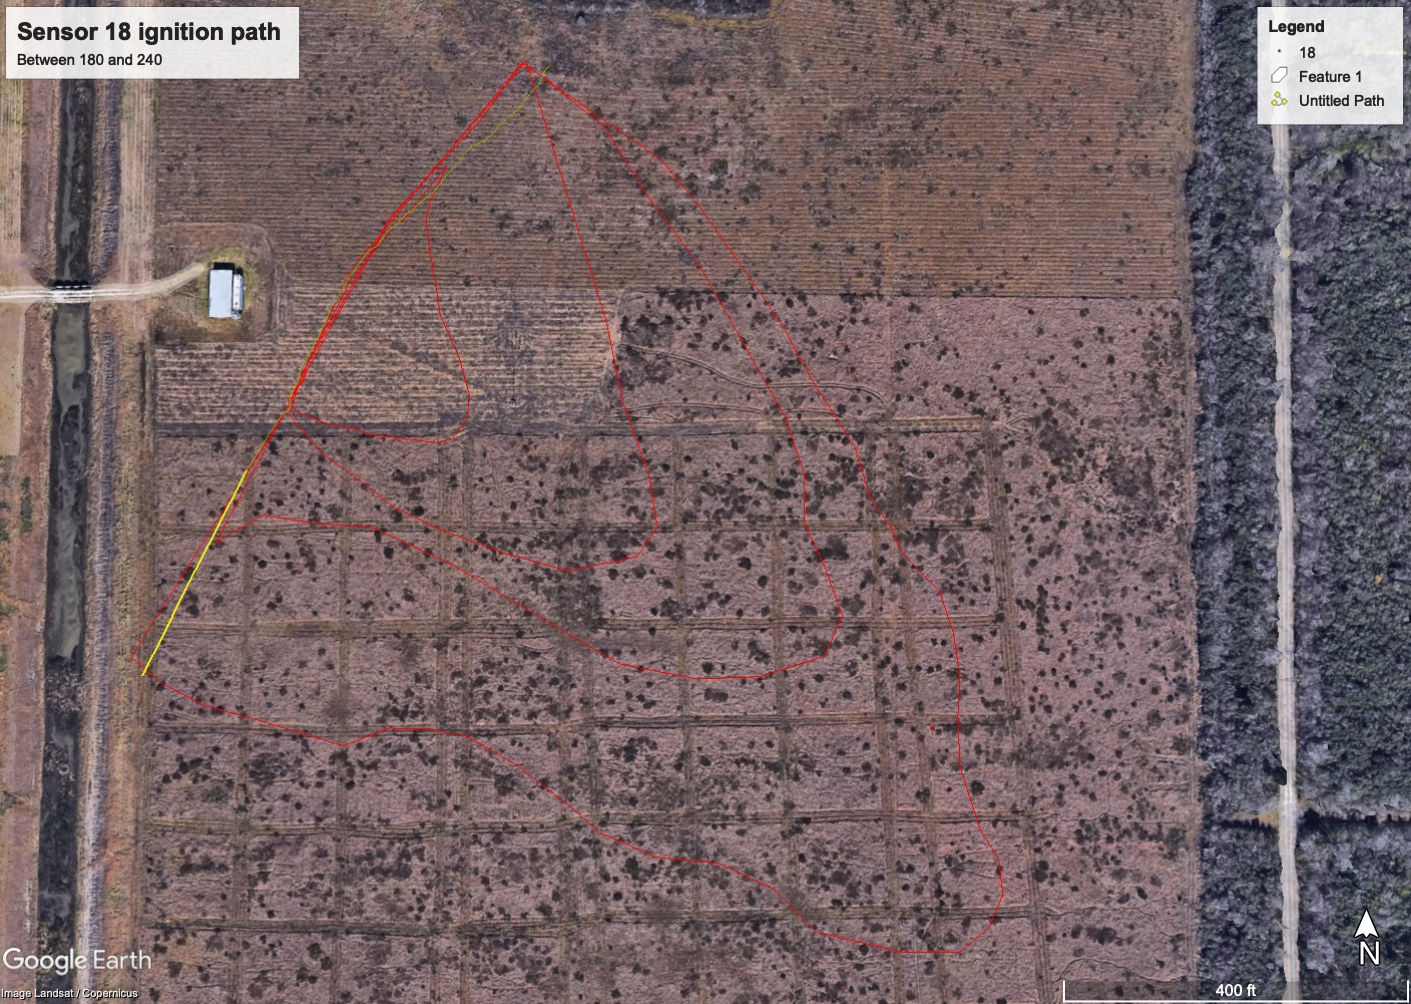 Sensor 18 ignition path
Between 180 and 240
Legend
18
Feature 1
Untitled Path
N
400 ft
Google Earth
Image Landsat / Copernicus